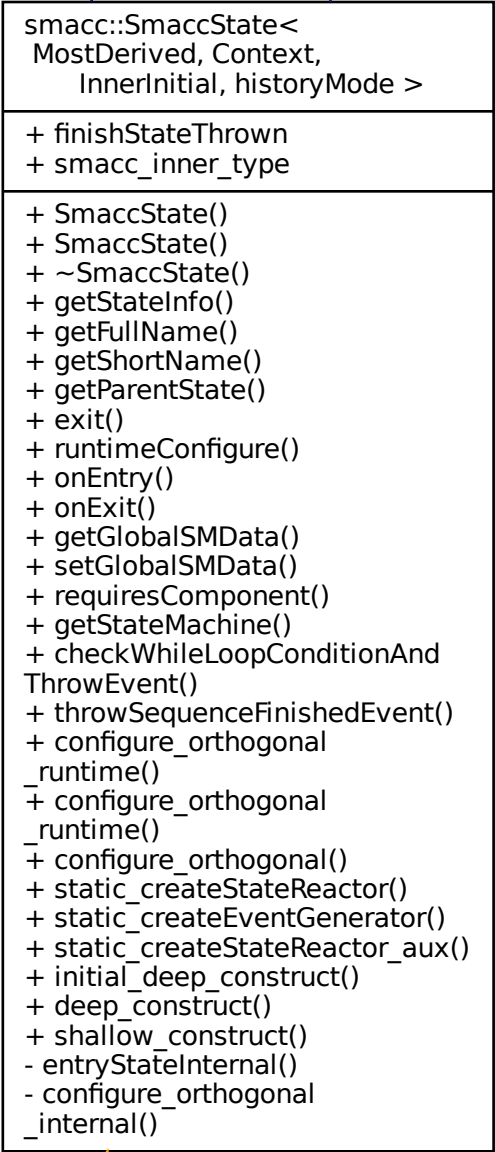 smacc::SmaccState<
MostDerived, Context,
InnerInitial, historyMode >
+ finishStateThrown
+ smacc_inner_type
+ SmaccState()
+ SmaccState()
+ ~SmaccState()
+ getStateInfo()
+ getFullName()
+ getShortName()
+ getParentState()
+ exit()
+ runtimeConfigure()
+ onEntry()
+ onExit()
+ getGlobalSMData()
+ setGlobalSMData()
+ requiresComponent()
+ getStateMachine()
+ checkWhileLoopConditionAnd
ThrowEvent()
+ throwSequenceFinishedEvent()
+ configure_orthogonal
_runtime()
+ configure_orthogonal
_runtime()
+ configure_orthogonal()
+ static_createStateReactor()
+ static_createEventGenerator()
+ static_createStateReactor_aux()
+ initial_deep_construct()
+ deep_construct()
+ shallow_construct()
- entryStateInternal()
- configure_orthogonal
_internal()